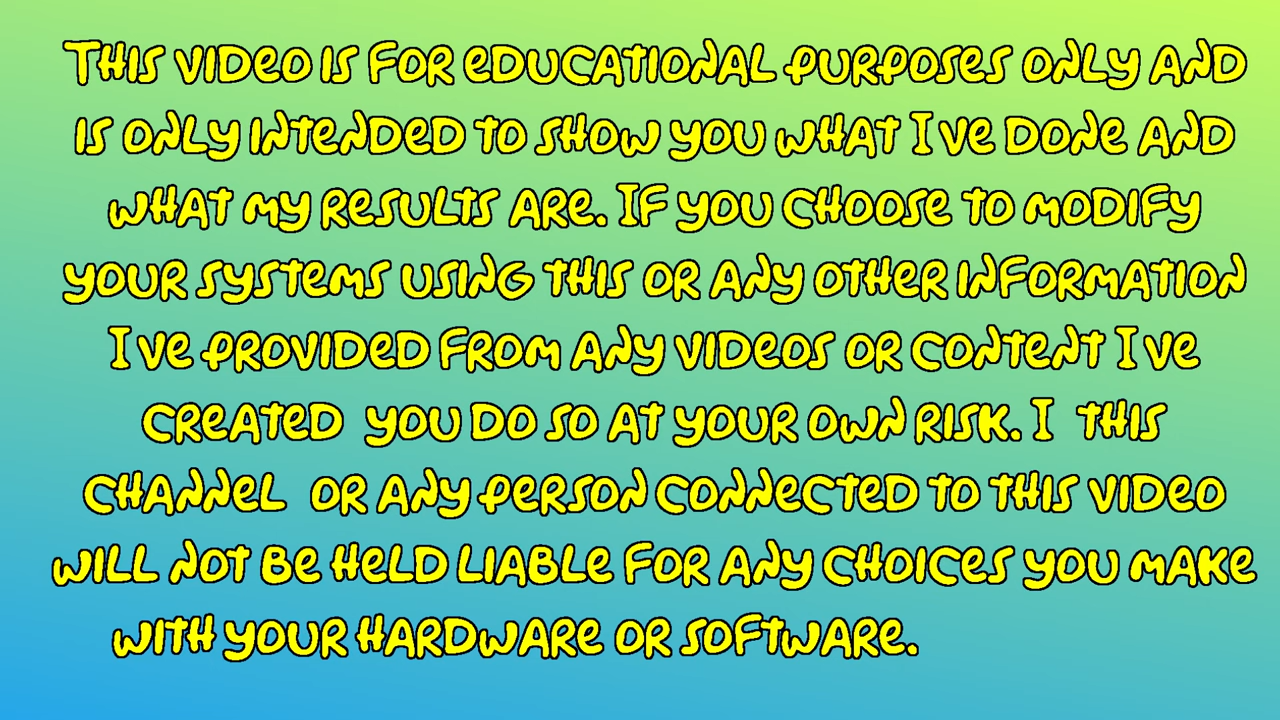 This video is for educational purposes only and
is only intended to show you what I ve done and
what my results are. If you choose to modify
your systems using this or any other information
I ve provided from any videos or content I ve
created you do so at your own risk. I this
channel or any person connected to this video
will not be held liable for any choices you make
with your hardware or software.